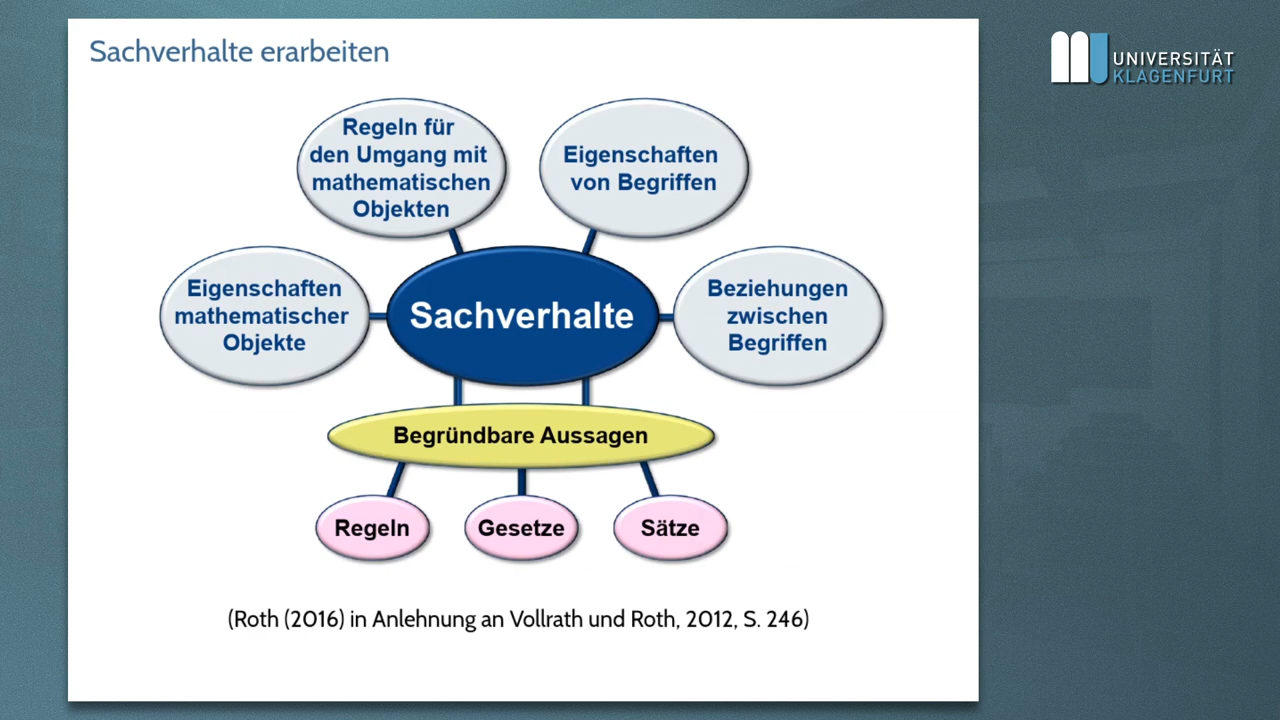 Sachverhalte erarbeiten
UNIVERSITÄT
KLAGENFURT
Regeln für
den Umgang mit
mathematischen
Objekten
Eigenschaften
von Begriffen
Eigenschaften
mathematischer
Objekte
Sachverhalte
Beziehungen
zwischen
Begriffen
Begründbare Aussagen
Regeln
Gesetze
Sätze
(Roth (2016) in Anlehnung an Vollrath und Roth, 2012, S. 246)